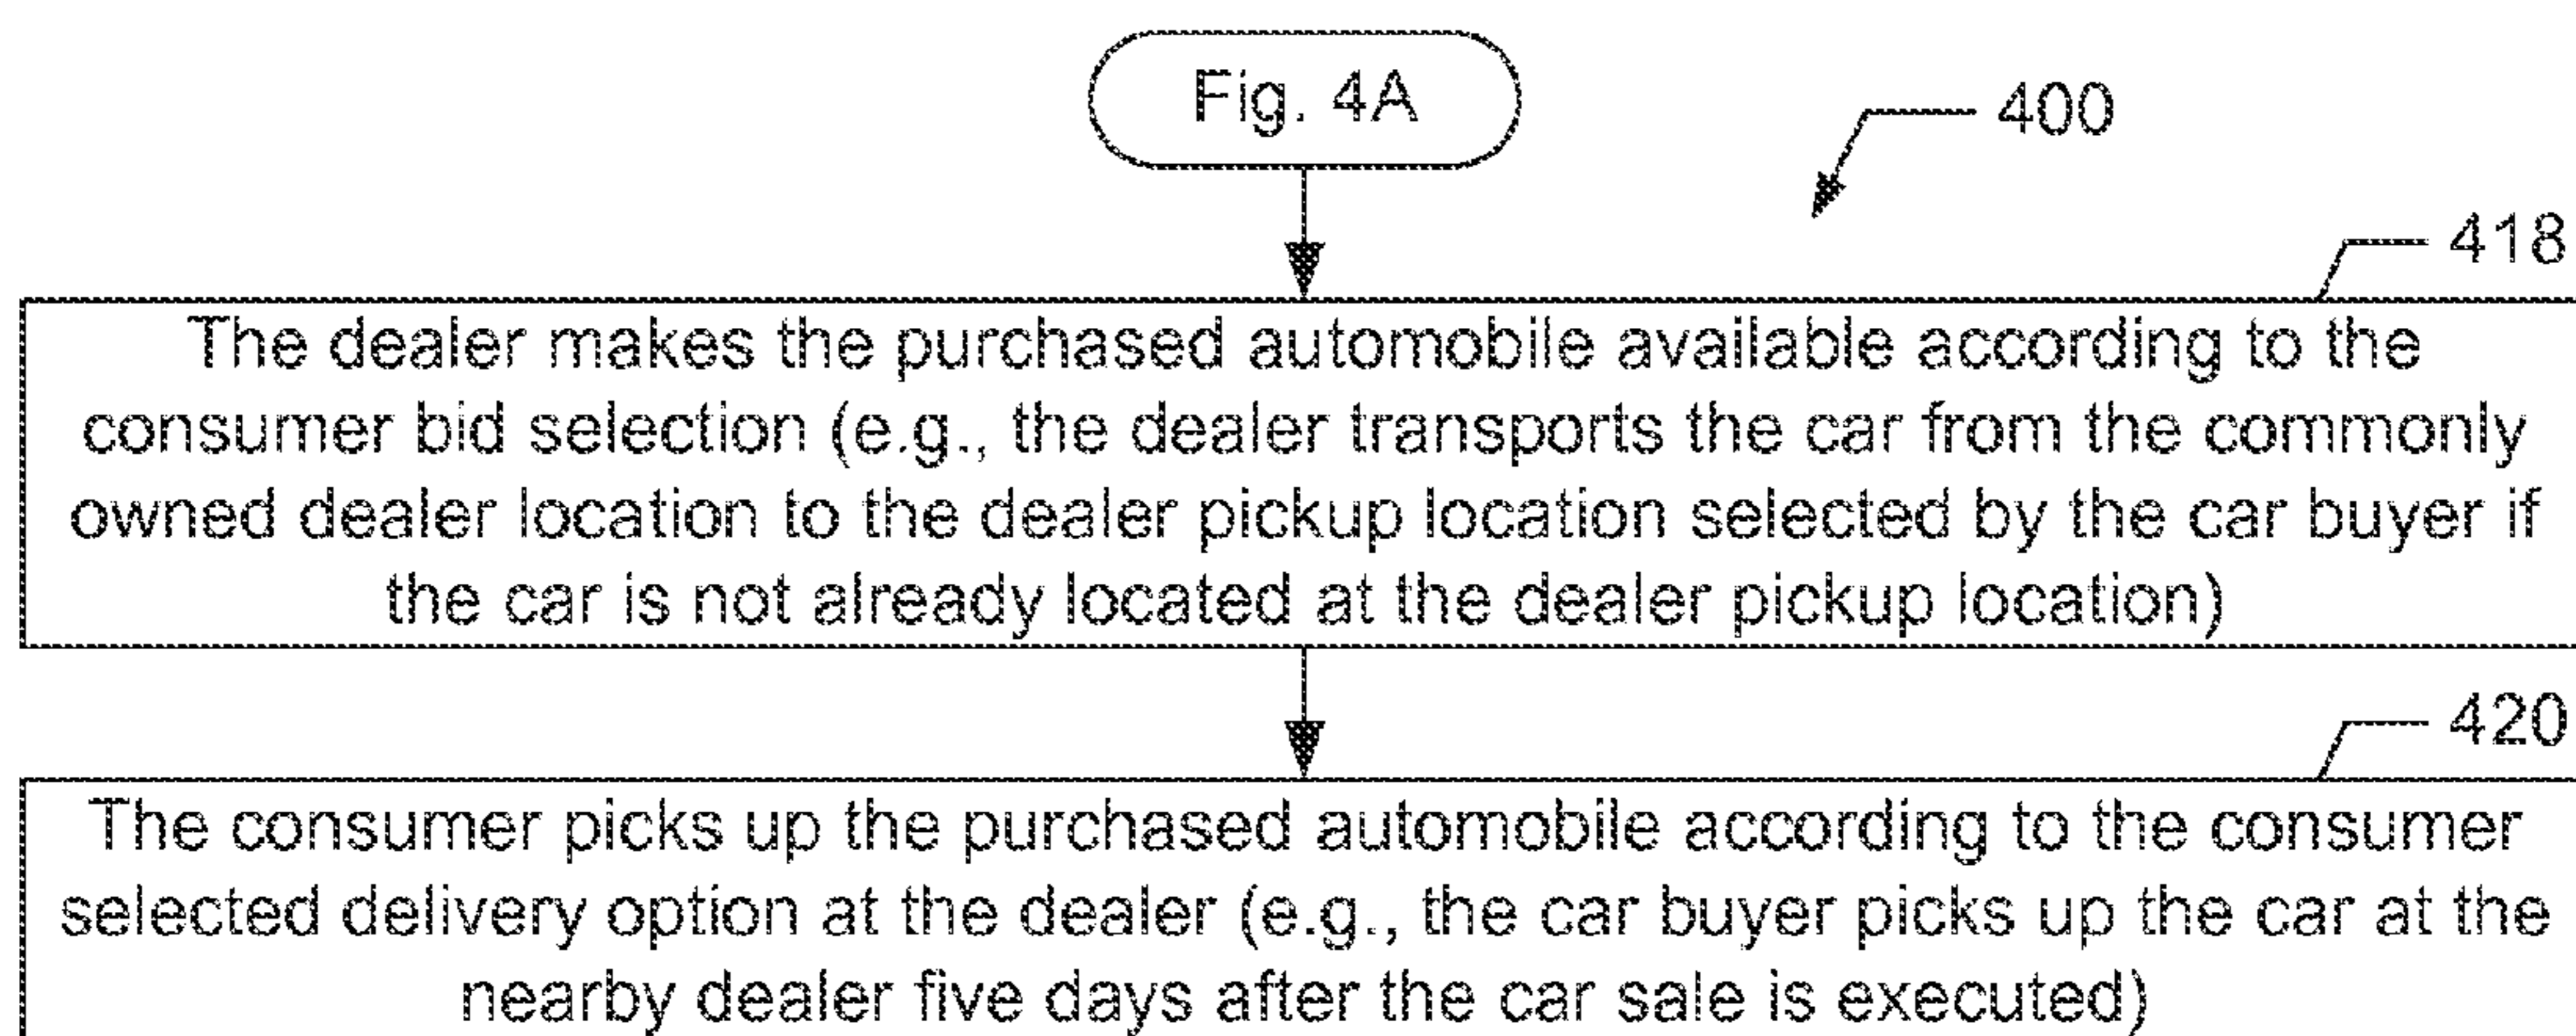 Fig. 4A
400
418
The dealer makes the purchased automobile available according to the
consumer bid selection (e.g., the dealer transports the car from the commonly
owned dealer location to the dealer pickup location selected by the car buyer if
the car is not already located at the dealer pickup location)
420
The consumer picks up the purchased automobile according to the consumer
selected delivery option at the dealer (e.g., the car buyer picks up the car at the
nearby dealer five days after the car sale is executed)